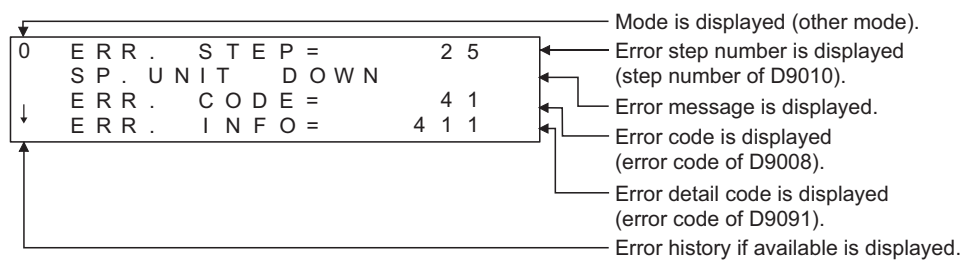 Mode is displayed (other mode).
0 ERR. STEP= 25
Error step number is displayed
(step number of D9010).
SP.UNIT DOWN
Error message is displayed.
ERR. CODE= 41
Error code is displayed
(error code of D9008).
↓ ERR. INFO= 411
Error detail code is displayed
(error code of D9091).
Error history if available is displayed.